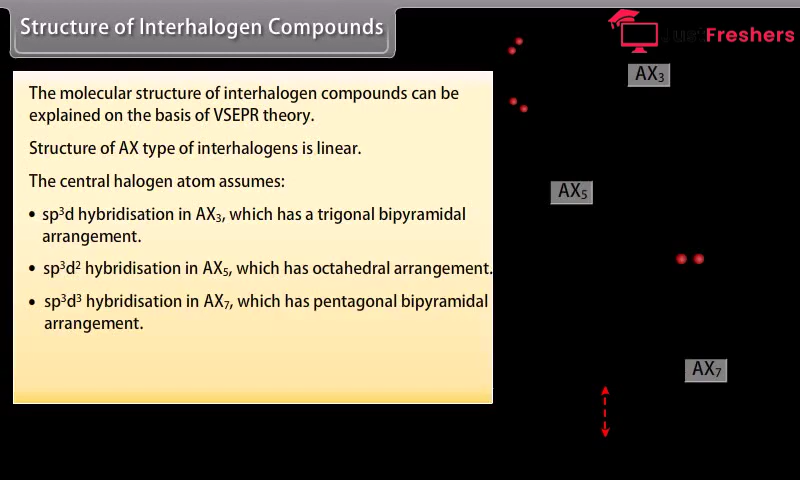 Structure of Interhalogen Compounds
Just Freshers
The molecular structure of interhalogen compounds can be
explained on the basis of VSEPR theory.
Structure of AX type of interhalogens is linear.
The central halogen atom assumes:
• sp³d hybridisation in AX₃, which has a trigonal bipyramidal
arrangement.
• sp³d² hybridisation in AX₅, which has octahedral arrangement.
• sp³d³ hybridisation in AX₇, which has pentagonal bipyramidal
arrangement.
AX₃
AX₅
AX₇